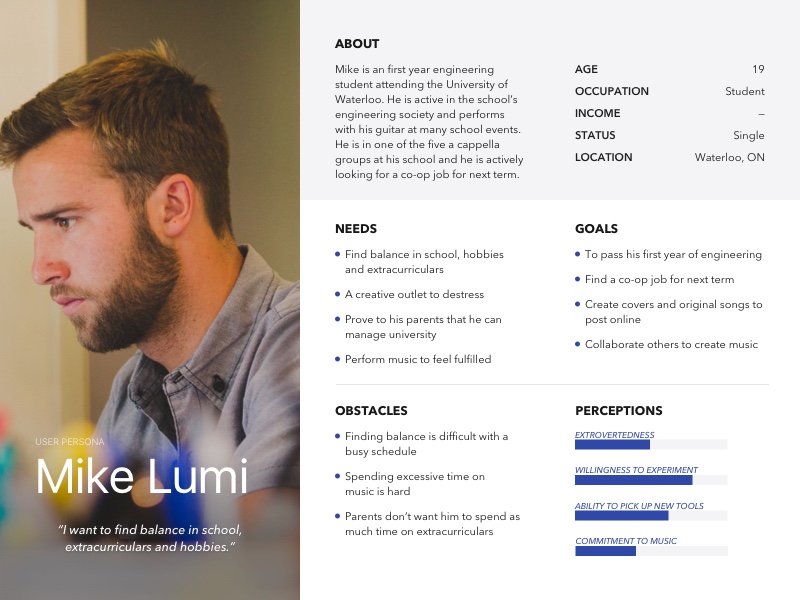 USER PERSONA
Mike Lumi
“I want to find balance in school,
extracurriculars and hobbies.”
ABOUT
Mike is an first year engineering
student attending the University of
Waterloo. He is active in the school’s
engineering society and performs
with his guitar at many school events.
He is in one of the five a cappella
groups at his school and he is actively
looking for a co-op job for next term.
AGE 19
OCCUPATION Student
INCOME –
STATUS Single
LOCATION Waterloo, ON
NEEDS
• Find balance in school, hobbies
and extracurriculars
• A creative outlet to destress
• Prove to his parents that he can
manage university
• Perform music to feel fulfilled
GOALS
• To pass his first year of engineering
• Find a co-op job for next term
• Create covers and original songs to
post online
• Collaborate others to create music
OBSTACLES
• Finding balance is difficult with a
busy schedule
• Spending excessive time on
music is hard
• Parents don’t want him to spend as
much time on extracurriculars
PERCEPTIONS
EXTROVERTEDNESS
WILLINGNESS TO EXPERIMENT
ABILITY TO PICK UP NEW TOOLS
COMMITMENT TO MUSIC